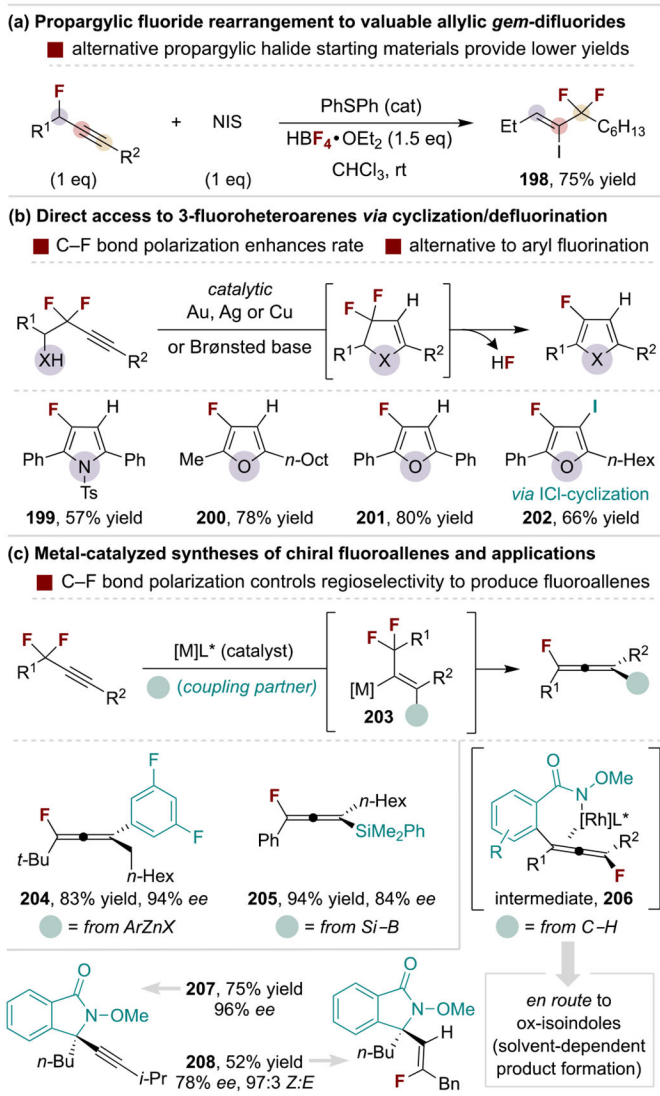 (a) Propargylic fluoride rearrangement to valuable allylic gem-difluorides
alternative propargylic halide starting materials provide lower yields
F
R1
R2
(1 eq)
+
NIS
(1 eq)
PhSPh (cat)
HBF4•OEt2 (1.5 eq)
CHCl3, rt
F
F
Et
C6H13
I
198, 75% yield
(b) Direct access to 3-fluoroheteroarenes via cyclization/defluorination
C–F bond polarization enhances rate
alternative to aryl fluorination
F F
R1
XH
R2
catalytic
Au, Ag or Cu
or Brønsted base
F F H
R1 X R2
HF
F H
R1 X R2
F H
Ph N Ph
Ts
199, 57% yield
F H
Me O n-Oct
200, 78% yield
F H
Ph O Ph
201, 80% yield
F I
Ph O n-Hex
via ICl-cyclization
202, 66% yield
(c) Metal-catalyzed syntheses of chiral fluoroallenes and applications
C–F bond polarization controls regioselectivity to produce fluoroallenes
F F
R1
R2
[M]L* (catalyst)
(coupling partner)
F
F R1
R2
[M]
203
F
R1
R2
F
F
F
t-Bu
n-Hex
204, 83% yield, 94% ee
= from ArZnX
F
Ph
n-Hex
SiMe2Ph
205, 94% yield, 84% ee
= from Si–B
O
OMe
N
[Rh]L*
R
R1
R2
F
intermediate, 206
= from C–H
O
N–OMe
n-Bu
i-Pr
207, 75% yield
96% ee
208, 52% yield
78% ee, 97:3 Z:E
O
N–OMe
n-Bu
H
F
Bn
en route to
ox-isoindoles
(solvent-dependent
product formation)